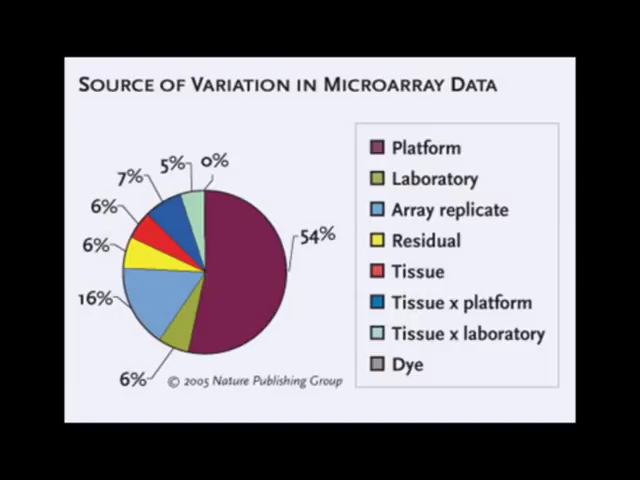 SOURCE OF VARIATION IN MICROARRAY DATA
5% 0%
7%
6%
54%
6%
16%
6%
© 2005 Nature Publishing Group
Platform
Laboratory
Array replicate
Residual
Tissue
Tissue x platform
Tissue x laboratory
Dye